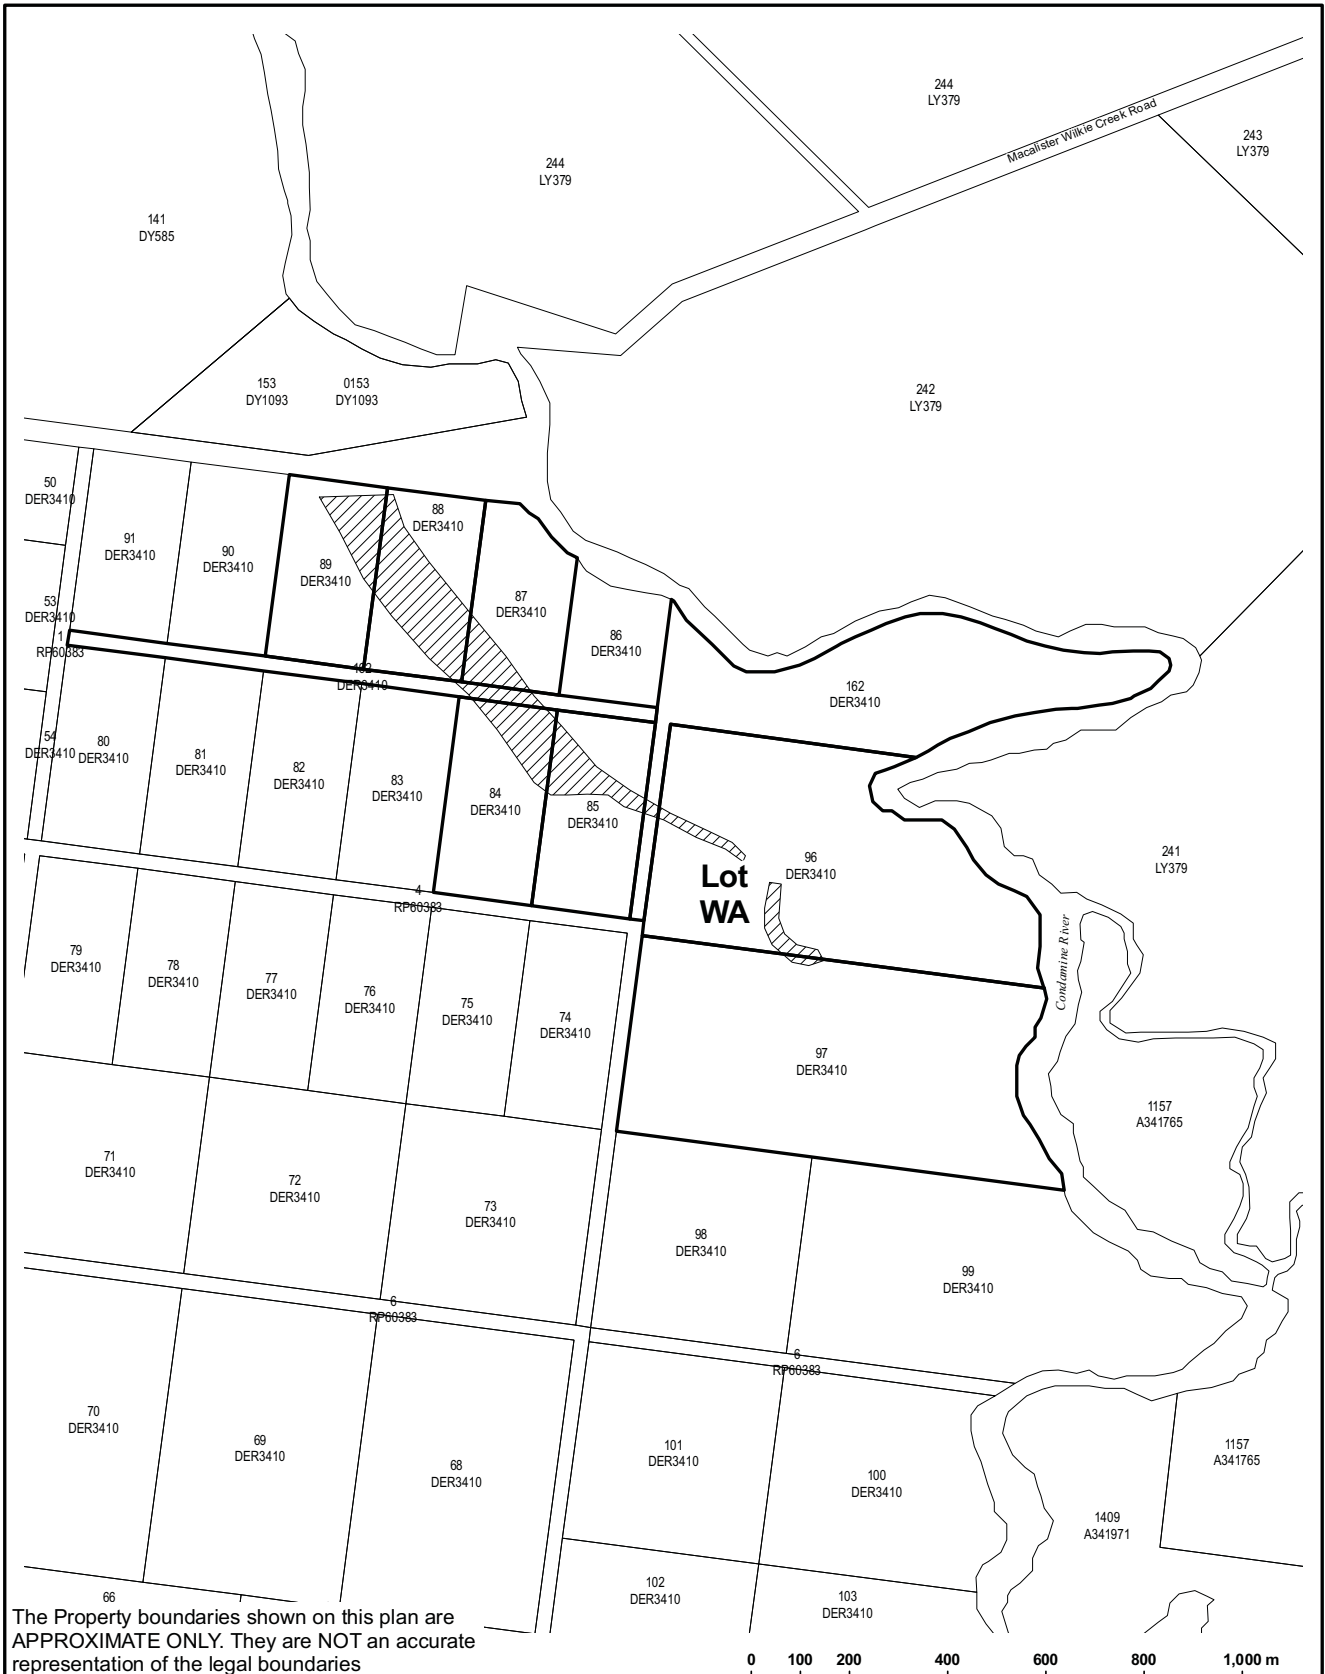 244
LY379
Macalister Wilkie Creek Road
243
LY379
244
LY379
141
DY585
153
DY1093
0153
DY1093
242
LY379
50
DER3410
88
DER3410
91
DER3410
90
DER3410
89
DER3410
87
DER3410
53
DER3410
1
RP60383
86
DER3410
DER3410
162
DER3410
54
DER3410
80
DER3410
81
DER3410
82
DER3410
83
DER3410
84
DER3410
85
DER3410
96
DER3410
241
LY379
Lot
WA
4
RP60383
79
DER3410
78
DER3410
77
DER3410
76
DER3410
75
DER3410
74
DER3410
Condamine River
97
DER3410
1157
A341765
71
DER3410
72
DER3410
73
DER3410
98
DER3410
99
DER3410
6
RP60383
6
RP60383
70
DER3410
69
DER3410
68
DER3410
101
DER3410
100
DER3410
1157
A341765
1409
A341971
66
102
DER3410
103
DER3410
The Property boundaries shown on this plan are
APPROXIMATE ONLY. They are NOT an accurate
representation of the legal boundaries
0 100 200 400 600 800 1,000 m